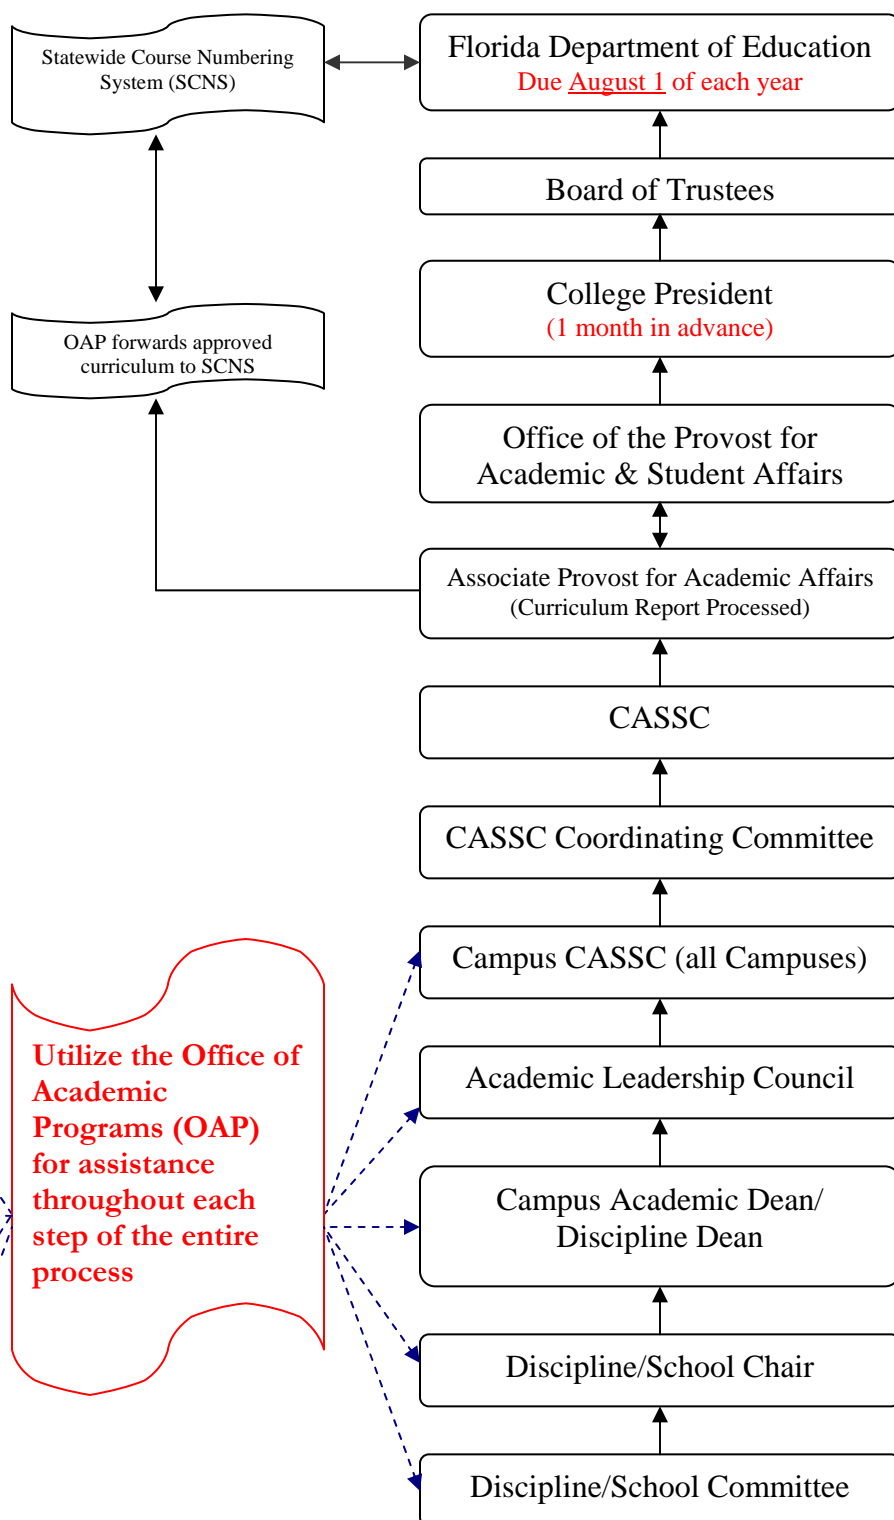 Statewide Course Numbering
System (SCNS)
Florida Department of Education
Due August 1 of each year
Board of Trustees
College President
(1 month in advance)
OAP forwards approved
curriculum to SCNS
Office of the Provost for
Academic & Student Affairs
Associate Provost for Academic Affairs
(Curriculum Report Processed)
CASSC
CASSC Coordinating Committee
Campus CASSC (all Campuses)
Utilize the Office of
Academic
Programs (OAP)
for assistance
throughout each
step of the entire
process
Academic Leadership Council
Campus Academic Dean/
Discipline Dean
Discipline/School Chair
Discipline/School Committee